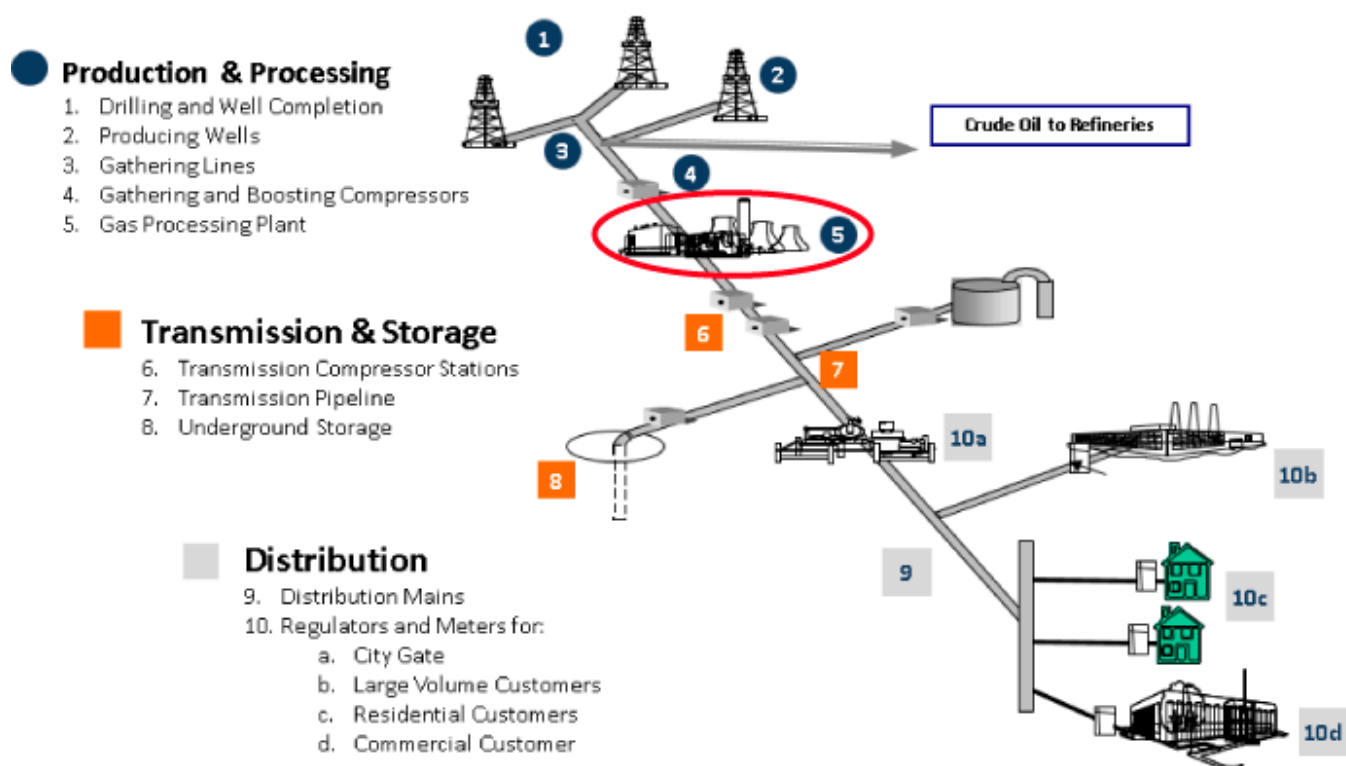 Production & Processing
1. Drilling and Well Completion
2. Producing Wells
3. Gathering Lines
4. Gathering and Boosting Compressors
5. Gas Processing Plant
Transmission & Storage
6. Transmission Compressor Stations
7. Transmission Pipeline
8. Underground Storage
Distribution
9. Distribution Mains
10. Regulators and Meters for:
a. City Gate
b. Large Volume Customers
c. Residential Customers
d. Commercial Customer
1
2
Crude Oil to Refineries
3
4
5
6
7
10a
8
10b
9
10c
10d